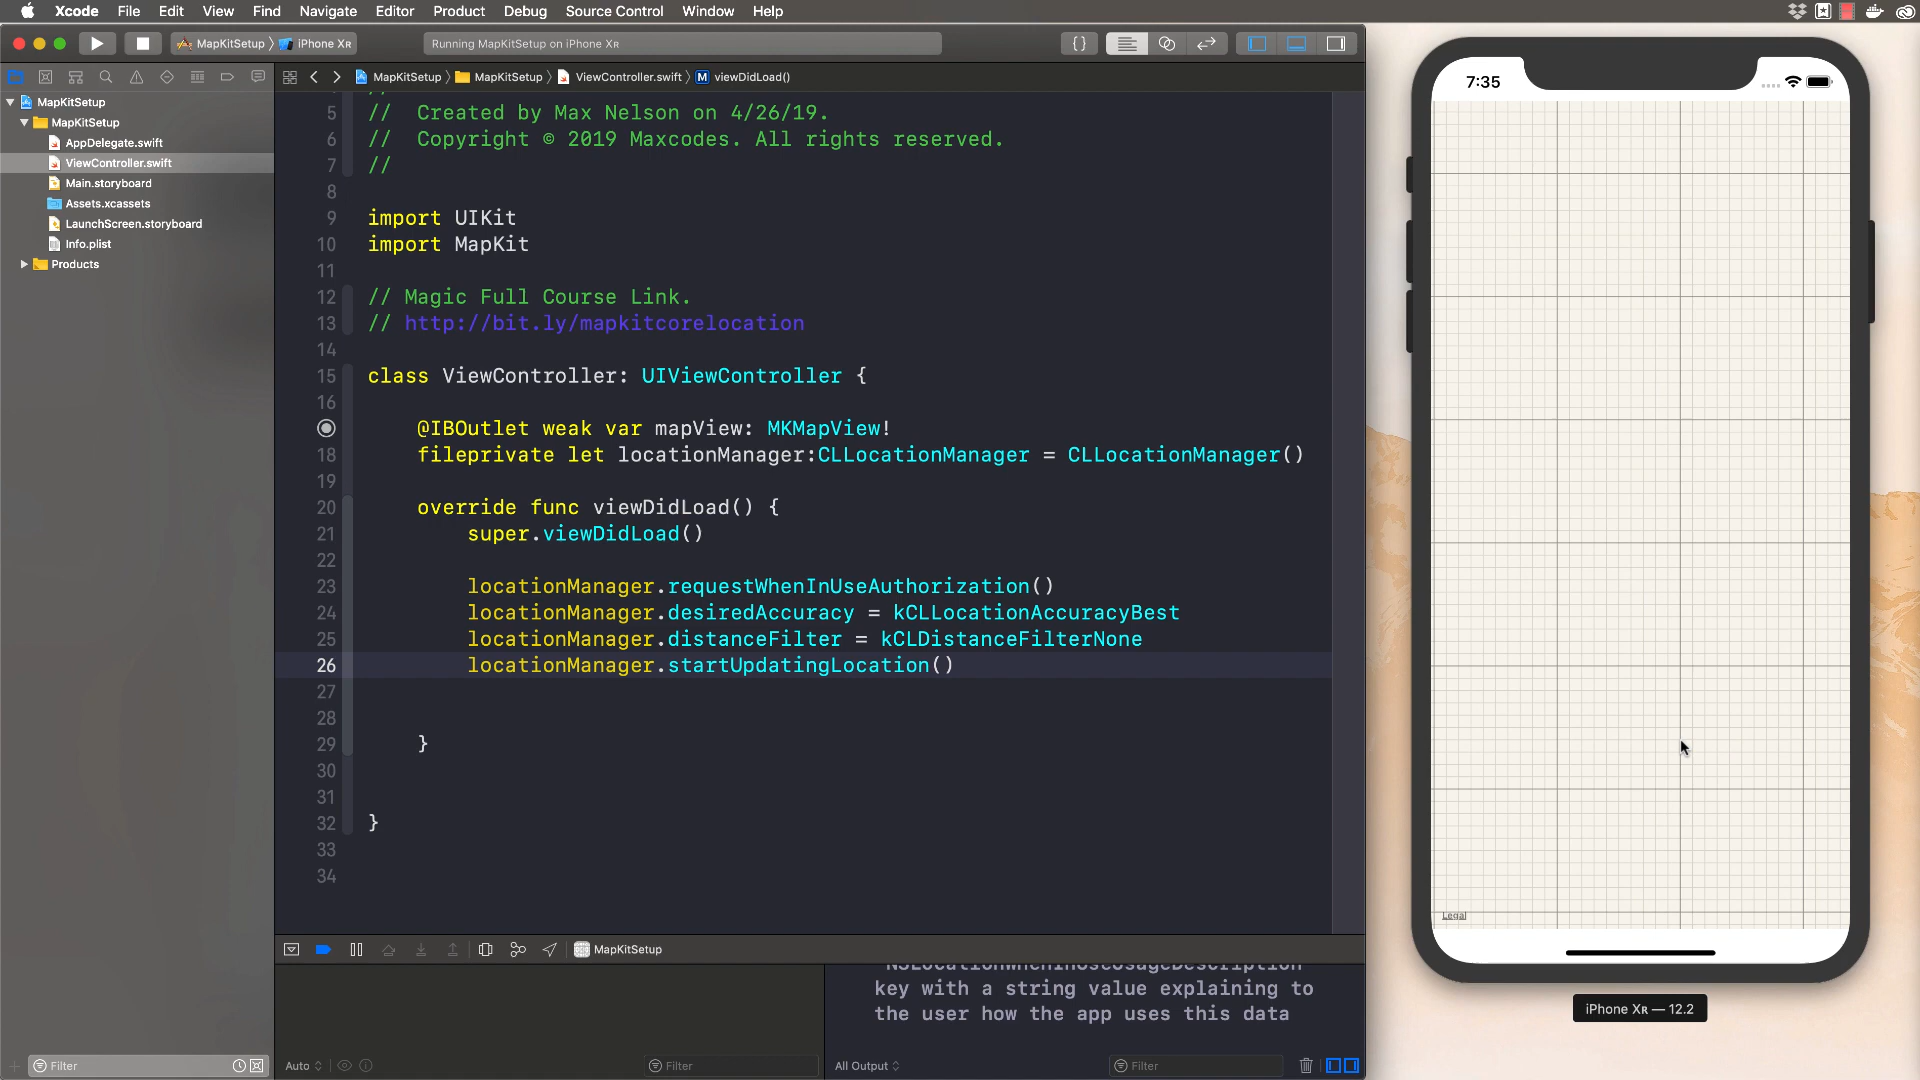 Xcode File Edit View Find Navigate Editor Product Debug Source Control Window Help
MapKitSetup iPhone XR
Running MapKitSetup on iPhone XR
MapKitSetup MapKitSetup ViewController.swift M viewDidLoad()
MapKitSetup
MapKitSetup
AppDelegate.swift
ViewController.swift
Main.storyboard
Assets.xcassets
LaunchScreen.storyboard
Info.plist
Products
5 // Created by Max Nelson on 4/26/19.
6 // Copyright © 2019 Maxcodes. All rights reserved.
7 //
8
9 import UIKit
10 import MapKit
11
12 // Magic Full Course Link.
13 // http://bit.ly/mapkitcorelocation
14
15 class ViewController: UIViewController {
16
@IBOutlet weak var mapView: MKMapView!
18 fileprivate let locationManager:CLLocationManager = CLLocationManager()
19
20 override func viewDidLoad() {
21 super.viewDidLoad()
22
23 locationManager.requestWhenInUseAuthorization()
24 locationManager.desiredAccuracy = kCLLocationAccuracyBest
25 locationManager.distanceFilter = kCLDistanceFilterNone
26 locationManager.startUpdatingLocation()
27
28
29 }
30
31
32 }
33
34
MapKitSetup
NSLocationWhenInUseUsageDescription
key with a string value explaining to
the user how the app uses this data
Filter
Auto
Filter
All Output
Filter
7:35
Legal
iPhone XR — 12.2